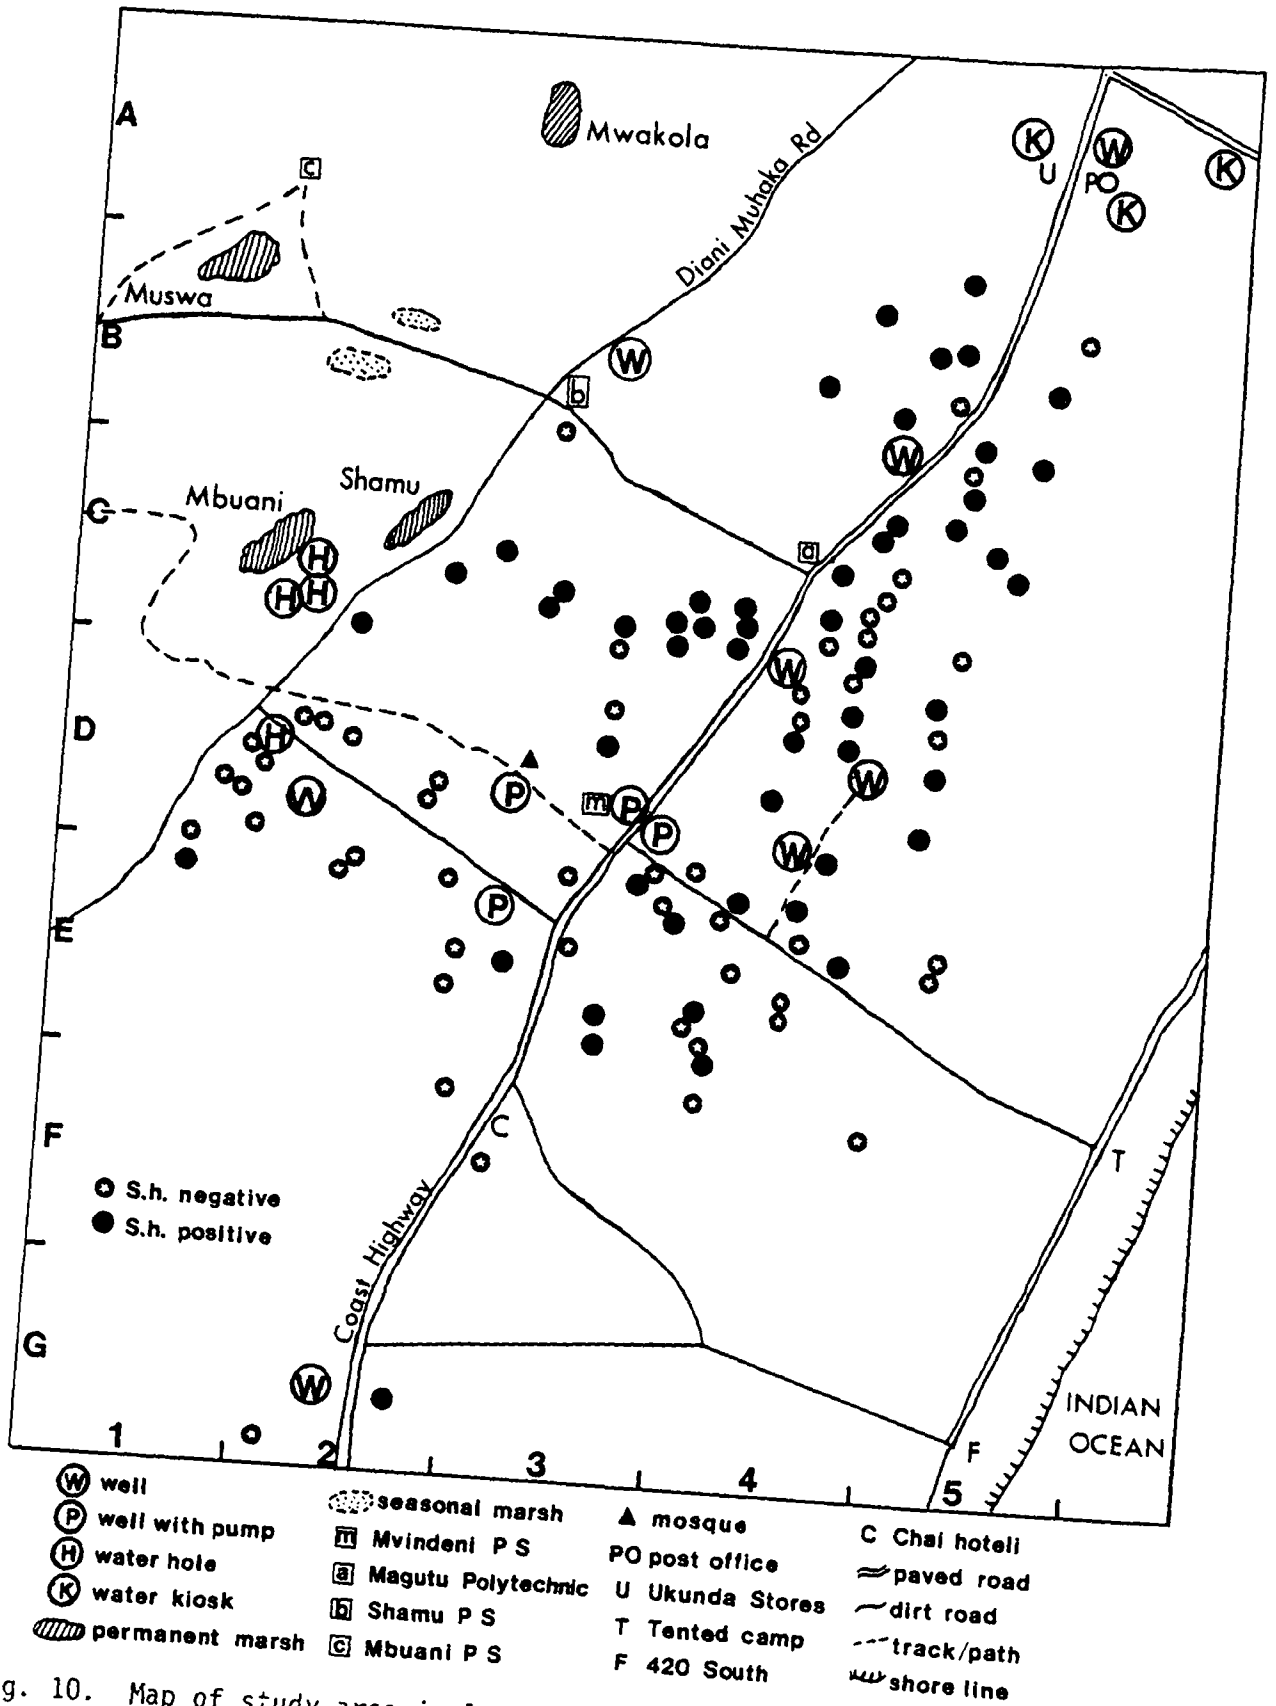 A
Mwakola
Diani Muhaka Rd
K
U
W
PO
K
K
c
Muswa
B
W
b
W
Shamu
Mbuani
C
H
H
H
a
W
D
H
W
P
m
P
P
W
W
P
E
F
C
T
S.h. negative
S.h. positive
Coast Highway
G
W
INDIAN
OCEAN
F
1
2
3
4
5
W well
P well with pump
H water hole
K water kiosk
permanent marsh
seasonal marsh
m Mvindeni P S
a Magutu Polytechnic
b Shamu P S
c Mbuani P S
mosque
PO post office
U Ukunda Stores
T Tented camp
F 420 South
C Chai hoteli
paved road
dirt road
track/path
shore line
g. 10. Map of study area